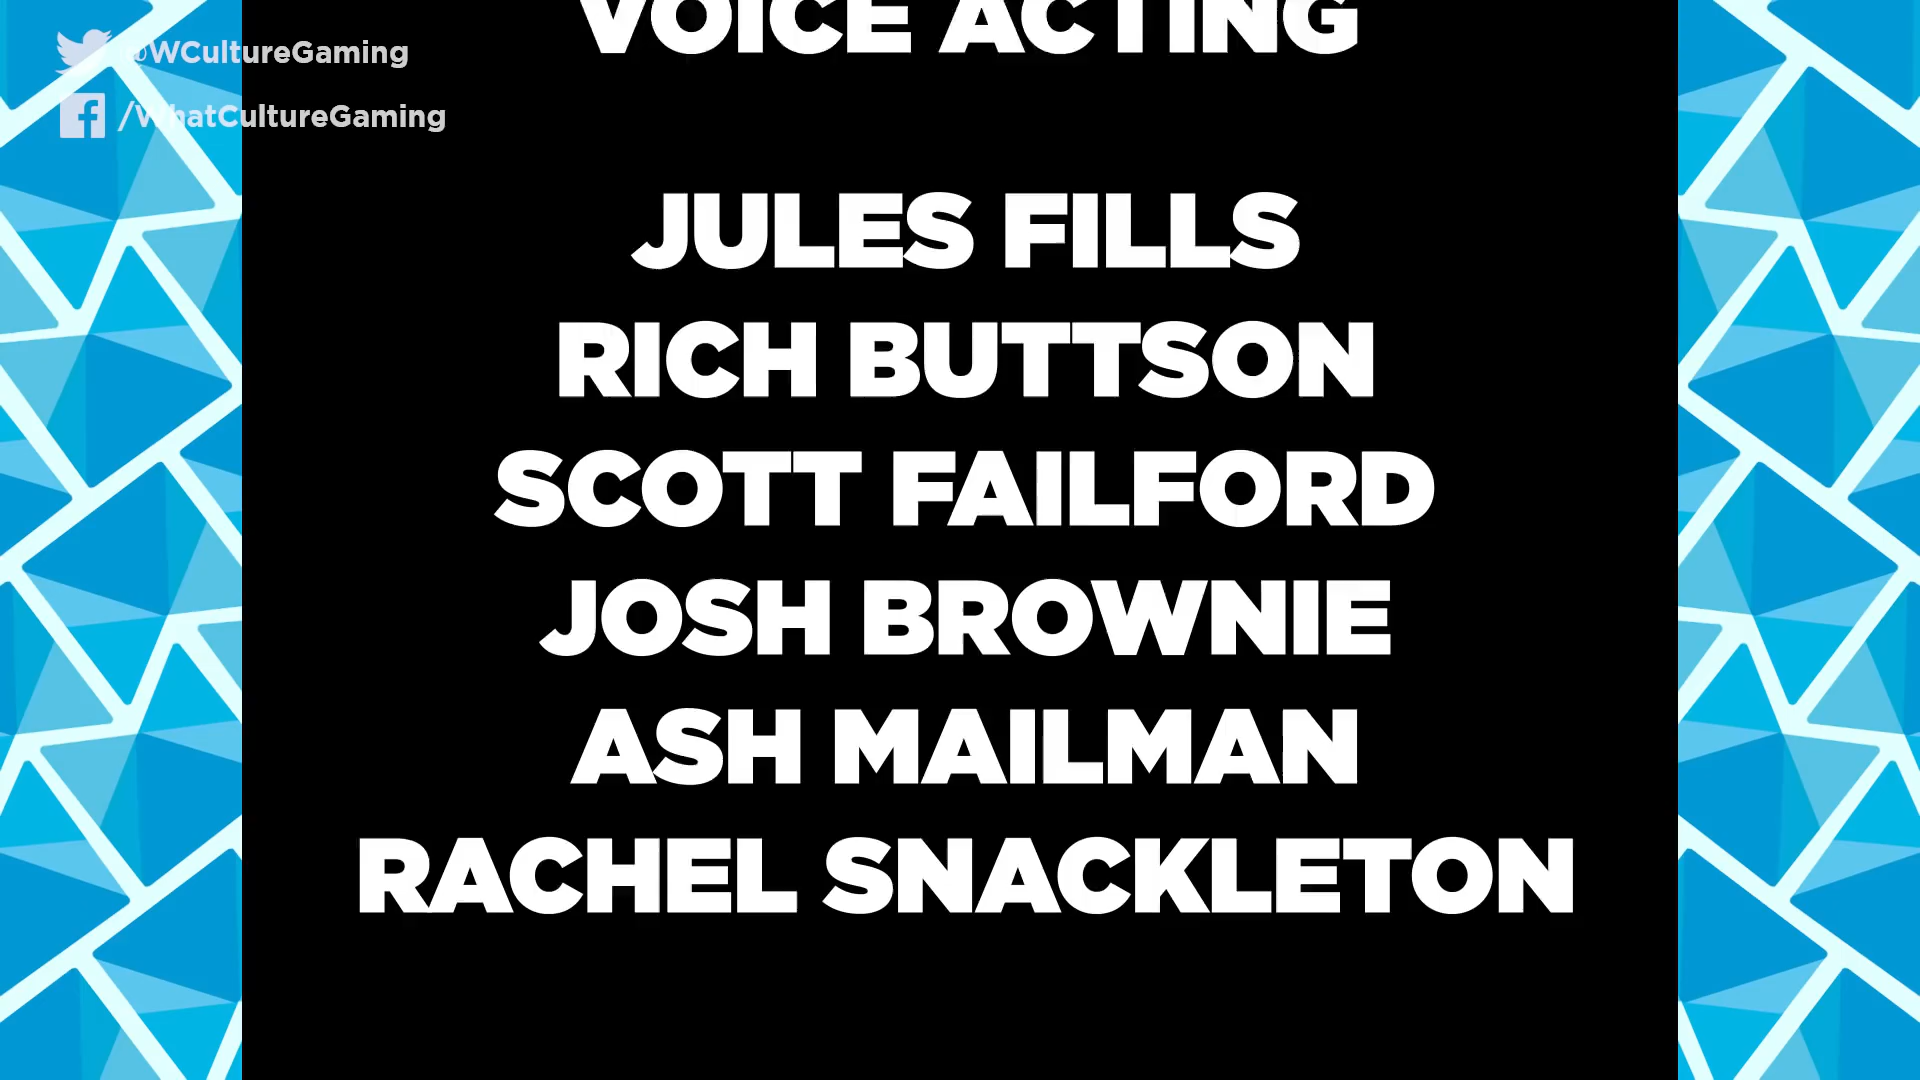 VOICE ACTING
@WCultureGaming
/WhatCultureGaming
JULES FILLS
RICH BUTTSON
SCOTT FAILFORD
JOSH BROWNIE
ASH MAILMAN
RACHEL SNACKLETON